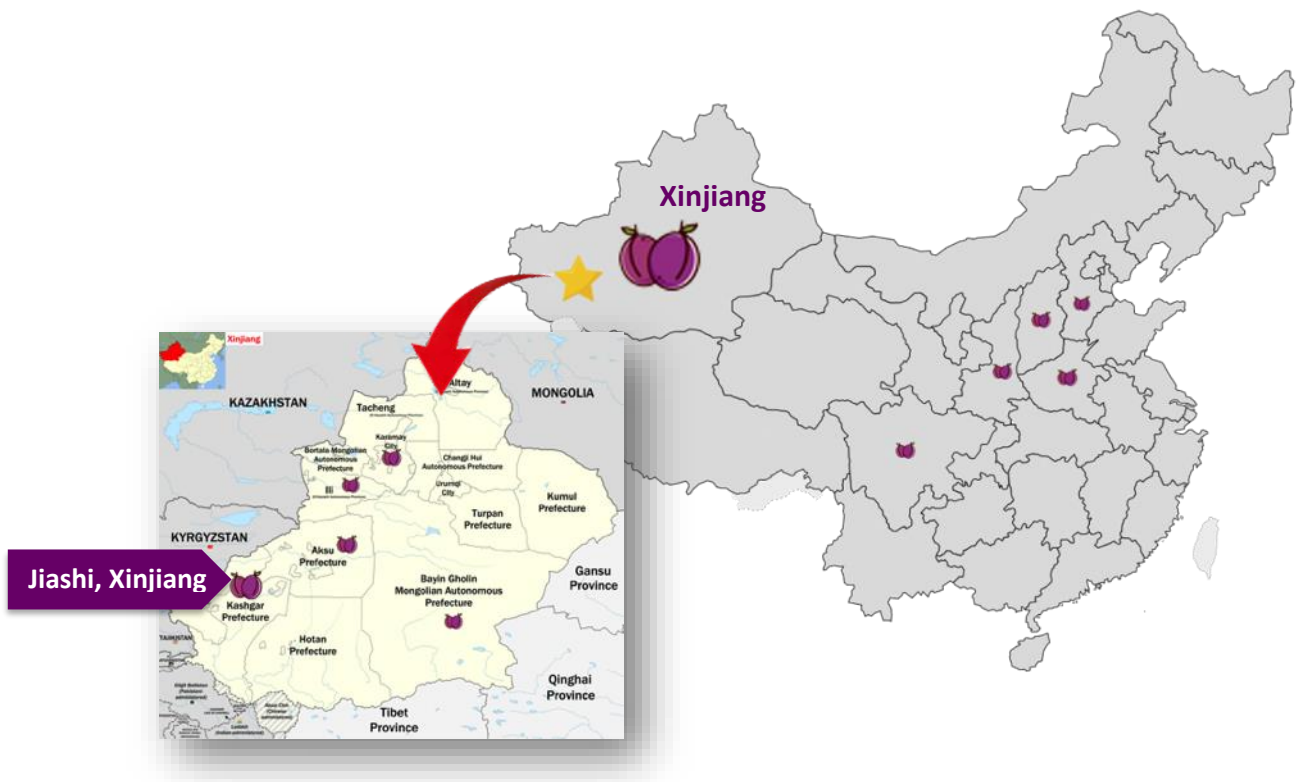 Xinjiang
Xinjiang
Altay
MONGOLIA
KAZAKHSTAN
Tacheng
Karamay
City
Bortala Mongolian
Autonomous
Prefecture
Changji Hui
Autonomous Prefecture
Ili
Urumqi
City
Kumul
Prefecture
Turpan
Prefecture
KYRGYZSTAN
Aksu
Prefecture
Gansu
Province
Jiashi, Xinjiang
Bayin Gholin
Mongolian Autonomous
Prefecture
Kashgar
Prefecture
Hotan
Prefecture
Qinghai
Province
Tibet
Province